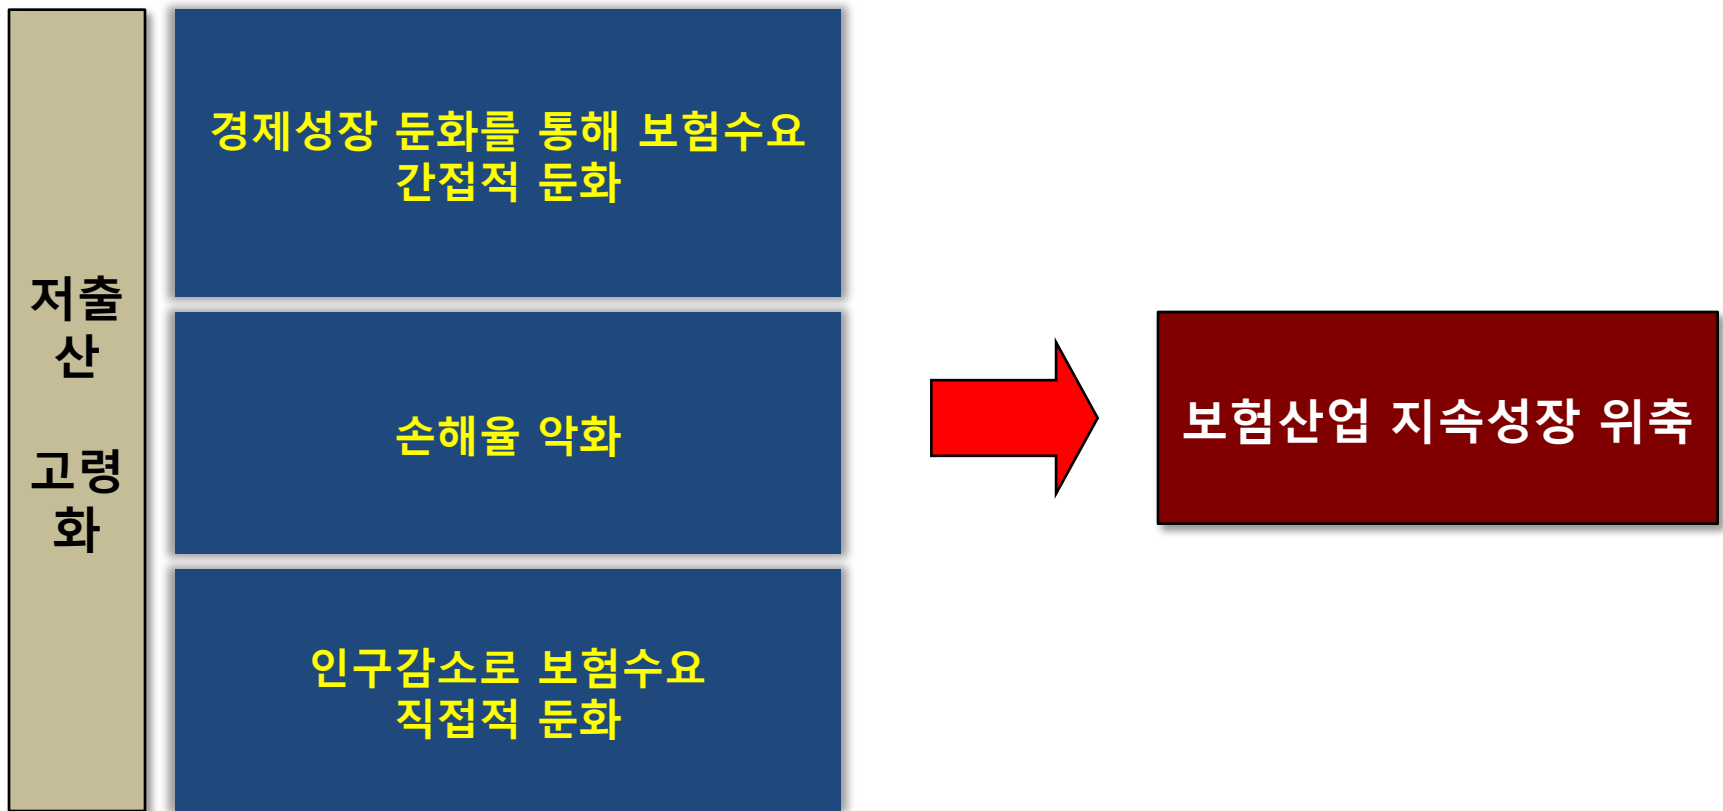 저출
산
고령
화
경제성장 둔화를 통해 보험수요
간접적 둔화
손해율 악화
인구감소로 보험수요
직접적 둔화
보험산업 지속성장 위축